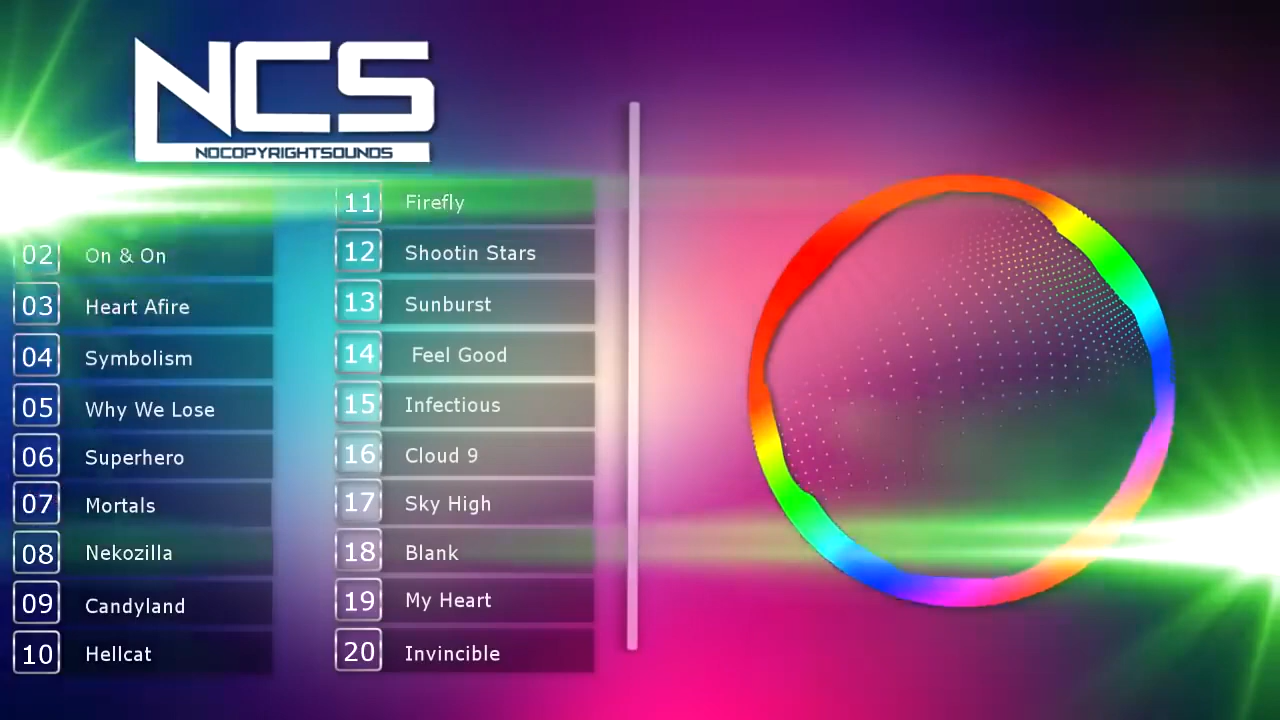 NCS
NOCOPYRIGHTSOUNDS
02 On & On
03 Heart Afire
04 Symbolism
05 Why We Lose
06 Superhero
07 Mortals
08 Nekozilla
09 Candyland
10 Hellcat
11 Firefly
12 Shootin Stars
13 Sunburst
14 Feel Good
15 Infectious
16 Cloud 9
17 Sky High
18 Blank
19 My Heart
20 Invincible